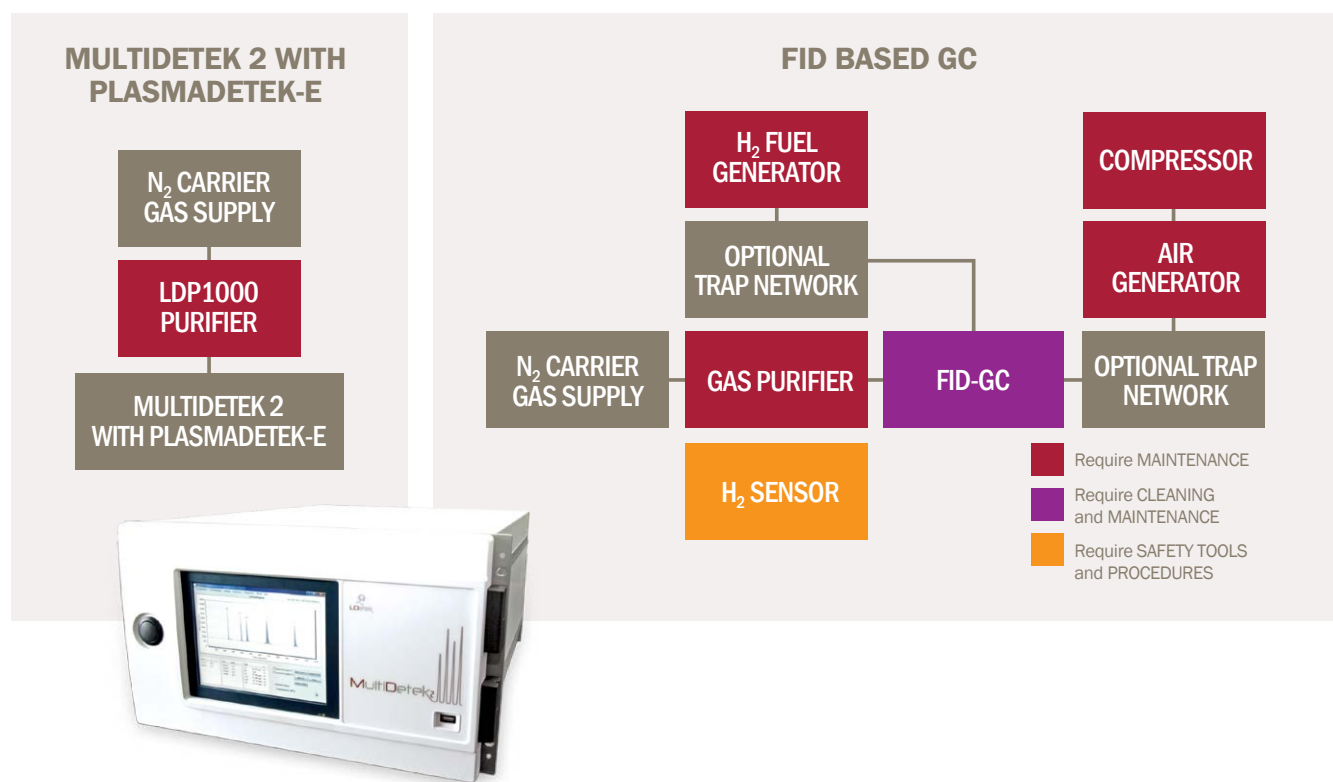 MULTIDETEK 2 WITH
PLASMADETEK-E
N₂ CARRIER
GAS SUPPLY
LDP1000
PURIFIER
MULTIDETEK 2
WITH PLASMADETEK-E
FID BASED GC
H₂ FUEL
GENERATOR
COMPRESSOR
OPTIONAL
TRAP NETWORK
AIR
GENERATOR
N₂ CARRIER
GAS SUPPLY
GAS PURIFIER
FID-GC
OPTIONAL TRAP
NETWORK
H₂ SENSOR
Require MAINTENANCE
Require CLEANING
and MAINTENANCE
Require SAFETY TOOLS
and PROCEDURES
MultiDetek2